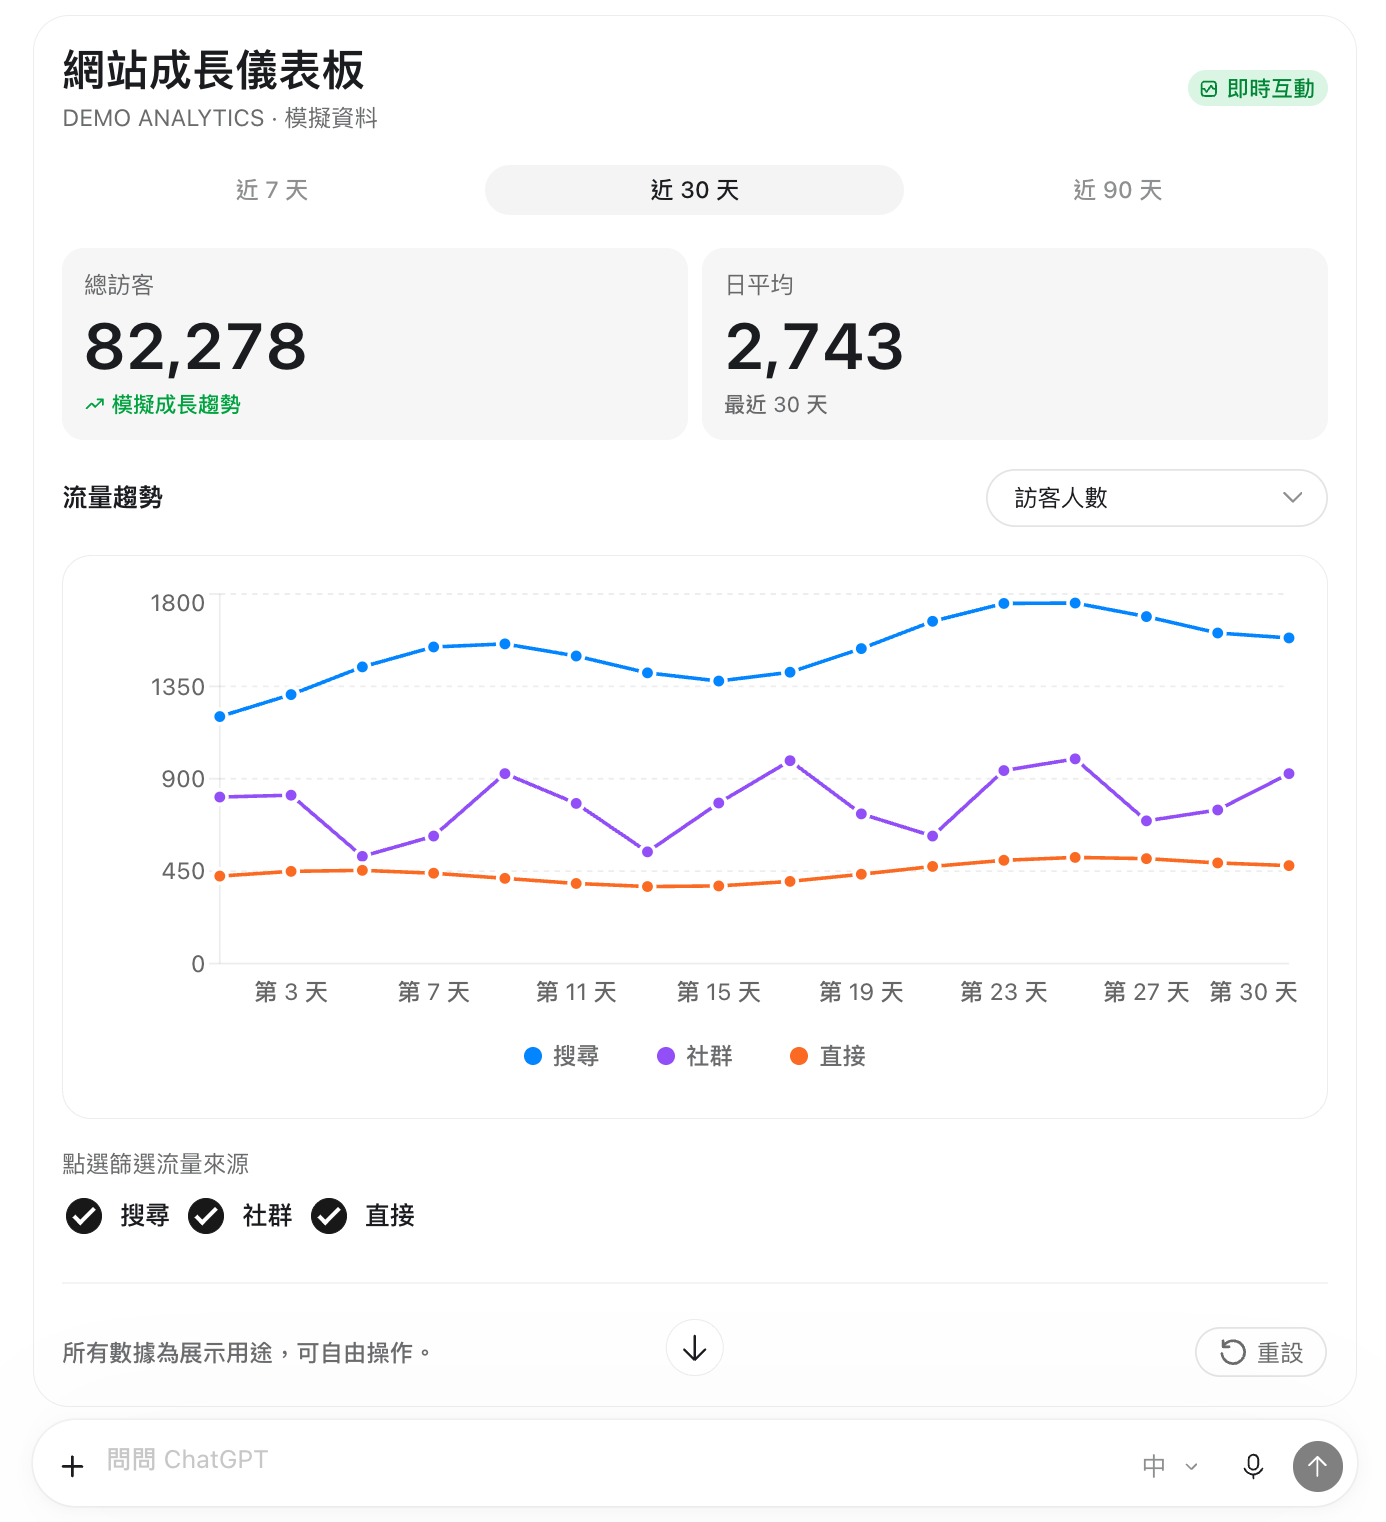 網站成長儀表板
DEMO ANALYTICS · 模擬資料
即時互動
近 7 天
近 30 天
近 90 天
總訪客
82,278
模擬成長趨勢
日平均
2,743
最近 30 天
流量趨勢
訪客人數
1800
1350
900
450
0
第 3 天
第 7 天
第 11 天
第 15 天
第 19 天
第 23 天
第 27 天
第 30 天
搜尋
社群
直接
點選篩選流量來源
搜尋
社群
直接
所有數據為展示用途，可自由操作。
重設
問問 ChatGPT
中